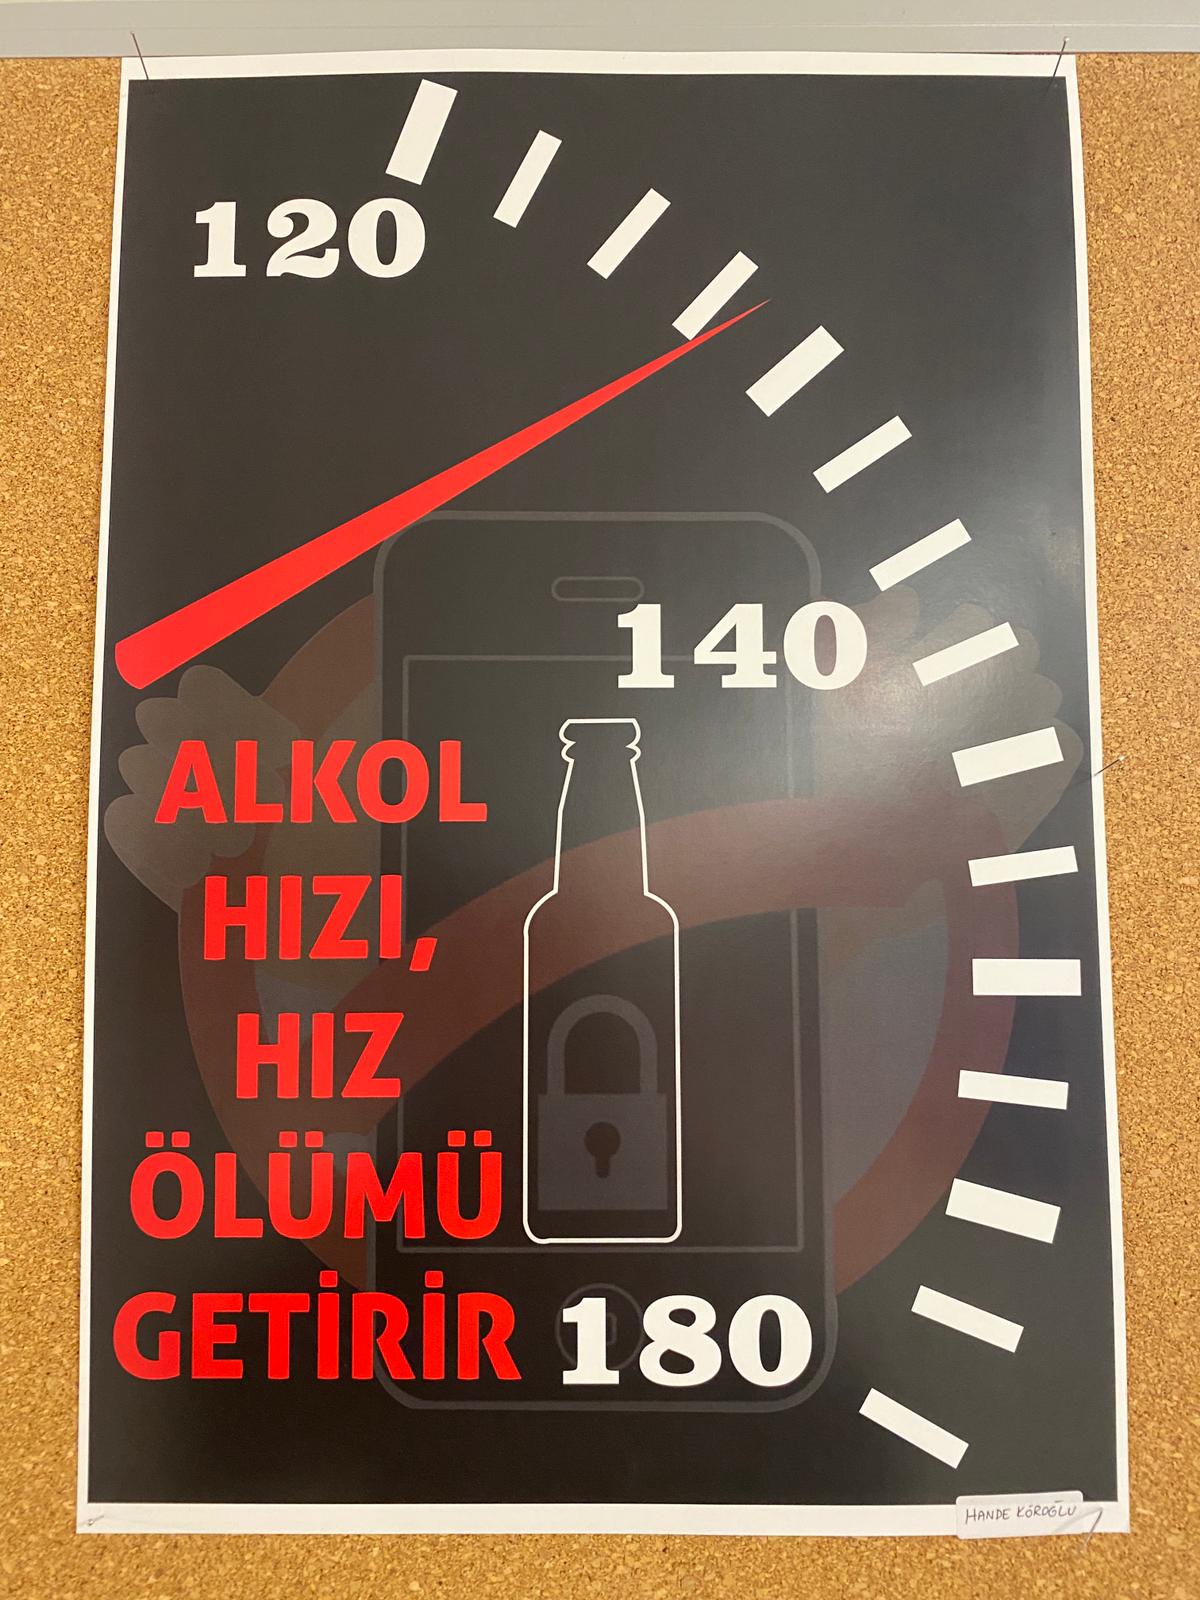 120
140
ALKOL
HIZI,
HIZ
ÖLÜMÜ
GETİRİR
180
HANDE KÖROĞLU